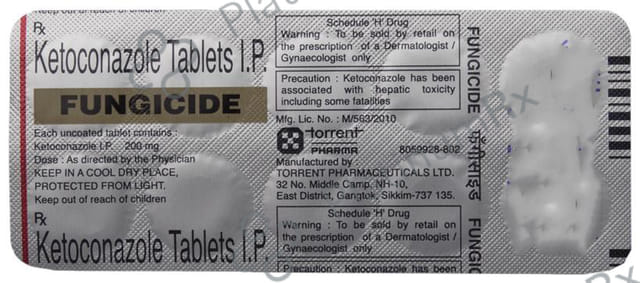 Keep out of reach of children
Rx
Ketoconazole Tablets I.P.
FUNGICIDE
Each uncoated tablet contains :
Ketoconazole I.P. 200 mg
Dose : As directed by the Physician
KEEP IN A COOL DRY PLACE,
PROTECTED FROM LIGHT.
Keep out of reach of children
Rx
Ketoconazole Tablets I.P.
Schedule 'H' Drug
Warning : To be sold by retail on
the prescription of a Dermatologist /
Gynaecologist only
Precaution : Ketoconazole has been
associated with hepatic toxicity
including some fatalities
Mfg. Lic. No. : M/563/2010
torrent
PHARMA
8059928-802
Manufactured by
TORRENT PHARMACEUTICALS LTD.
32 No. Middle Camp, NH-10,
East District, Gangtok, Sikkim-737 135.
Schedule 'H' Drug
Warning : To be sold by retail on
the prescription of a Dermatologist /
Gynaecologist only
Precaution : Ketoconazole has been
FUNGICIDE
फंगीसाइड
FUNGICIDE